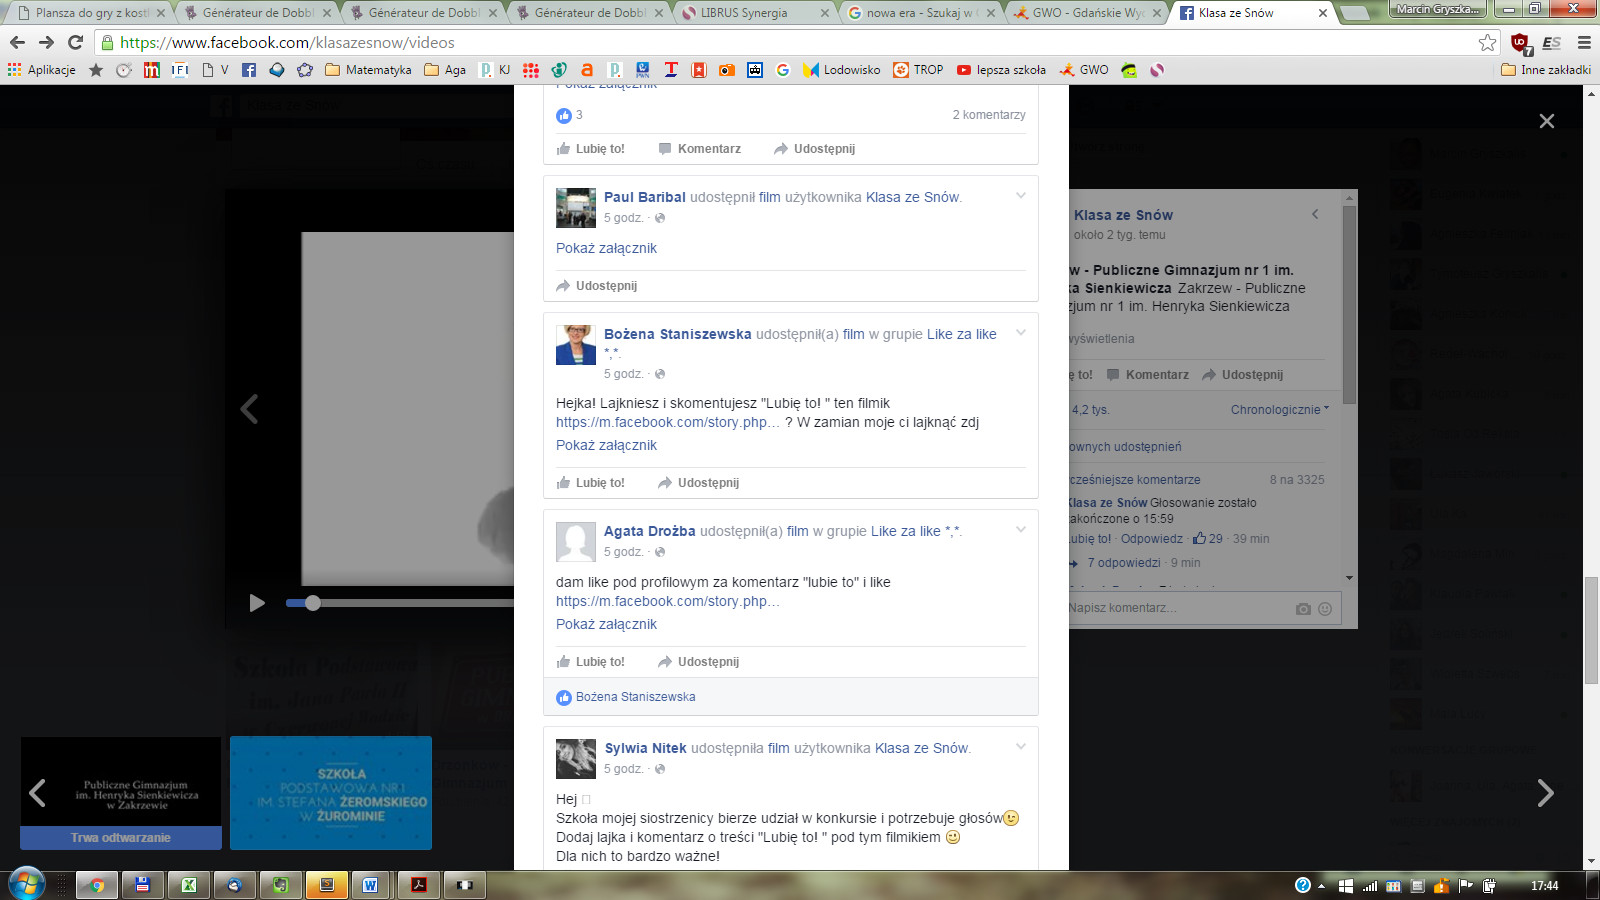 Plansza do gry z kostk
Générateur de Dobbl
Générateur de Dobbl
Générateur de Dobbl
LIBRUS Synergia
nowa era - Szukaj w G
GWO - Gdańskie Wyd
Klasa ze Snów
Marcin Gryszka...
https://www.facebook.com/klasazesnow/videos
Aplikacje
V
Matematyka
Aga
KJ
Lodowisko
TROP
lepsza szkoła
GWO
Inne zakładki
Pokaż załącznik
3
2 komentarzy
Lubię to! Komentarz Udostępnij
Paul Baribal udostępnił film użytkownika Klasa ze Snów.
5 godz. ·
Pokaż załącznik
Udostępnij
Bożena Staniszewska udostępnił(a) film w grupie Like za like
*,*.
5 godz. ·
Hejka! Lajkniesz i skomentujesz "Lubię to! " ten filmik
https://m.facebook.com/story.php… ? W zamian moje ci lajknąć zdj
Pokaż załącznik
Lubię to! Udostępnij
Agata Drożba udostępnił(a) film w grupie Like za like *,*.
5 godz. ·
dam like pod profilowym za komentarz "lubie to" i like
https://m.facebook.com/story.php…
Pokaż załącznik
Lubię to! Udostępnij
Bożena Staniszewska
Sylwia Nitek udostępniła film użytkownika Klasa ze Snów.
5 godz. ·
Hej
Szkoła mojej siostrzenicy bierze udział w konkursie i potrzebuje głosów
Dodaj lajka i komentarz o treści "Lubię to! " pod tym filmikiem
Dla nich to bardzo ważne!
Klasa ze Snów
około 2 tyg. temu
w - Publiczne Gimnazjum nr 1 im.
ka Sienkiewicza Zakrzew - Publiczne
zjum nr 1 im. Henryka Sienkiewicza
wyświetlenia
ę to! Komentarz Udostępnij
4,2 tys.
Chronologicznie
ownych udostępnień
cześniejsze komentarze
8 na 3325
Klasa ze Snów Głosowanie zostało
zakończone o 15:59
Lubię to! · Odpowiedz · 29 · 39 min
7 odpowiedzi · 9 min
Napisz komentarz...
Publiczne Gimnazjum
im. Henryka Sienkiewicza
w Zakrzewie
Trwa odtwarzanie
SZKOŁA
PODSTAWOWA NR 1
IM. STEFANA ŻEROMSKIEGO
W ŻUROMINIE
17:44